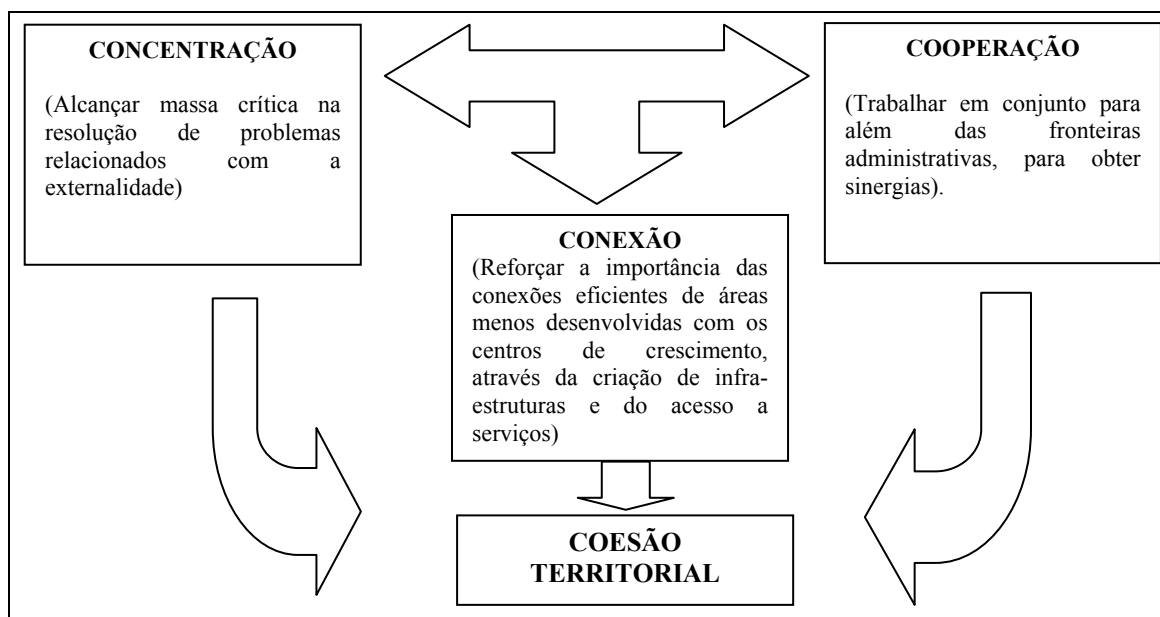 CONCENTRAÇÃO
(Alcançar massa crítica na
resolução de problemas
relacionados com a
externalidade)
COOPERAÇÃO
(Trabalhar em conjunto para
além das fronteiras
administrativas, para obter
sinergias).
CONEXÃO
(Reforçar a importância das
conexões eficientes de áreas
menos desenvolvidas com os
centros de crescimento,
através da criação de infra-
estruturas e do acesso a
serviços)
COESÃO
TERRITORIAL